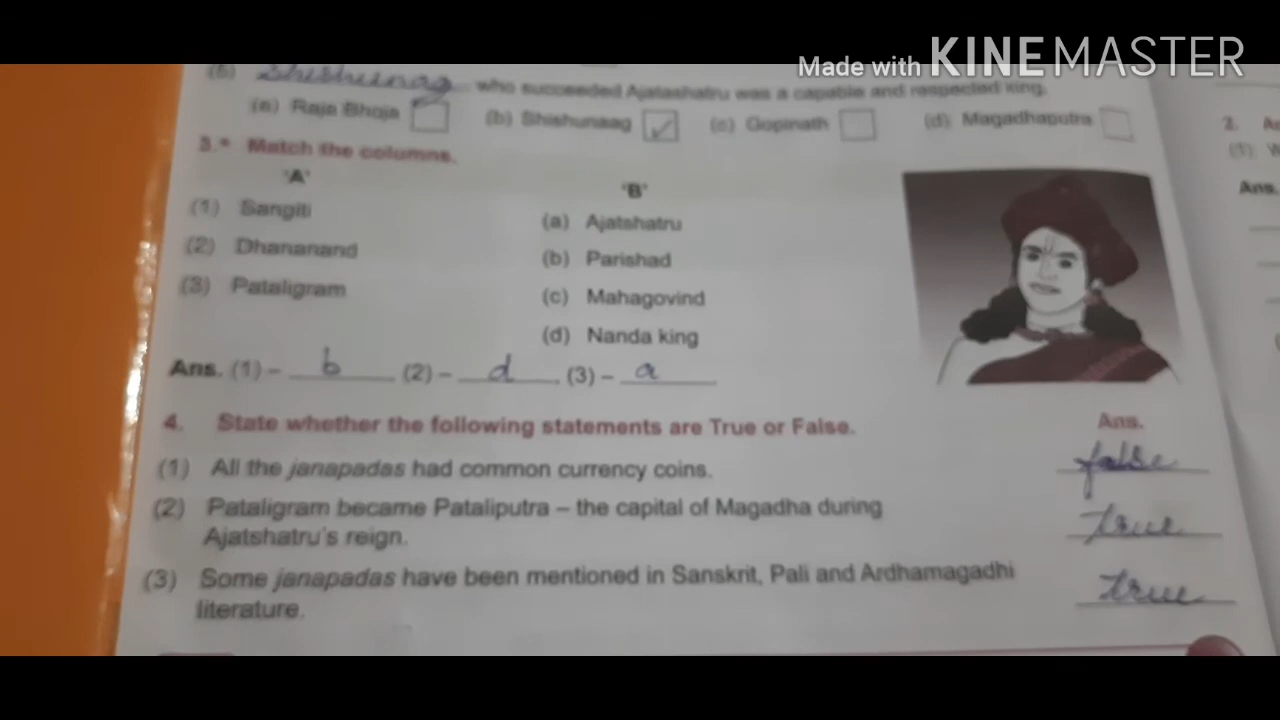 Made with KINEMASTER
(5) Shishunag who succeeded Ajatashatru was a capable and respected king.
(a) Raja Bhoja (b) Shishunaag ✓ (c) Gopinath (d) Magadhaputra
3.* Match the columns.
'A' 'B'
(1) Sangiti (a) Ajatshatru
(2) Dhananand (b) Parishad
(3) Pataligram (c) Mahagovind
(d) Nanda king
Ans. (1) – b (2) – d (3) – a
4. State whether the following statements are True or False. Ans.
(1) All the janapadas had common currency coins. false
(2) Pataligram became Pataliputra – the capital of Magadha during
Ajatshatru's reign. true
(3) Some janapadas have been mentioned in Sanskrit, Pali and Ardhamagadhi
literature. true
2.
(1)
Ans.